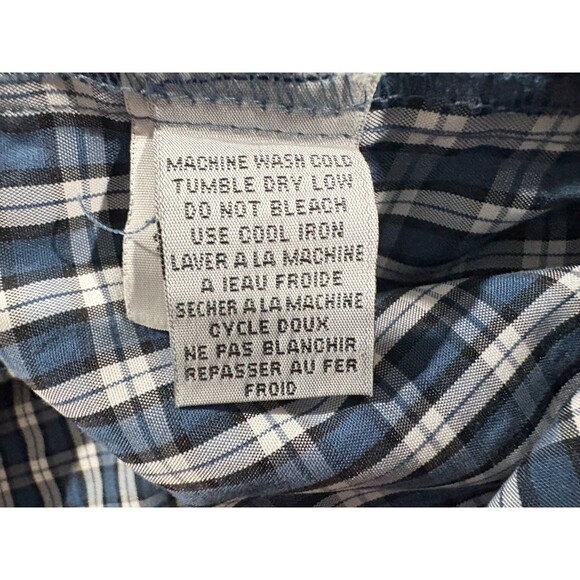 MACHINE WASH COLD
TUMBLE DRY LOW
DO NOT BLEACH
USE COOL IRON
LAVER A LA MACHINE
A IEAU FROIDE
SECHER A LA MACHINE
CYCLE DOUX
NE PAS BLANCHIR
REPASSER AU FER
FROID